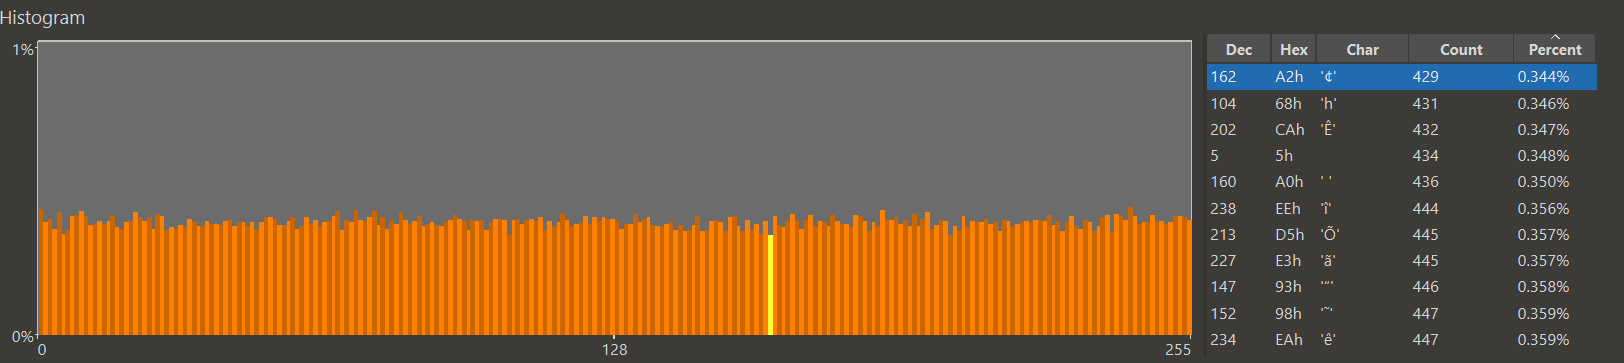 Histogram
1%
0%
0 128 255
Dec Hex Char Count Percent
162 A2h '¢' 429 0.344%
104 68h 'h' 431 0.346%
202 CAh 'Ê' 432 0.347%
5 5h 434 0.348%
160 A0h ' ' 436 0.350%
238 EEh 'î' 444 0.356%
213 D5h 'Õ' 445 0.357%
227 E3h 'ã' 445 0.357%
147 93h '“' 446 0.358%
152 98h '˜' 447 0.359%
234 EAh 'ê' 447 0.359%